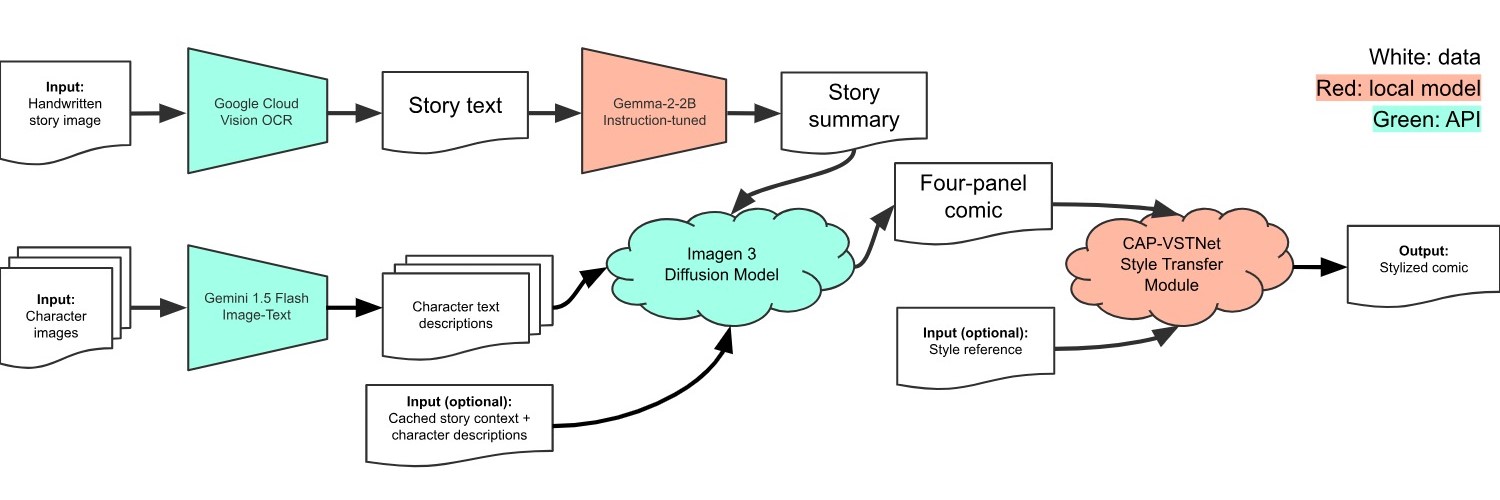 Input:
Handwritten
story image
Google Cloud
Vision OCR
Story text
Gemma-2-2B
Instruction-tuned
Story
summary
White: data
Red: local model
Green: API
Input:
Character
images
Gemini 1.5 Flash
Image-Text
Character text
descriptions
Input (optional):
Cached story context +
character descriptions
Imagen 3
Diffusion Model
Four-panel
comic
Input (optional):
Style reference
CAP-VSTNet
Style Transfer
Module
Output:
Stylized comic